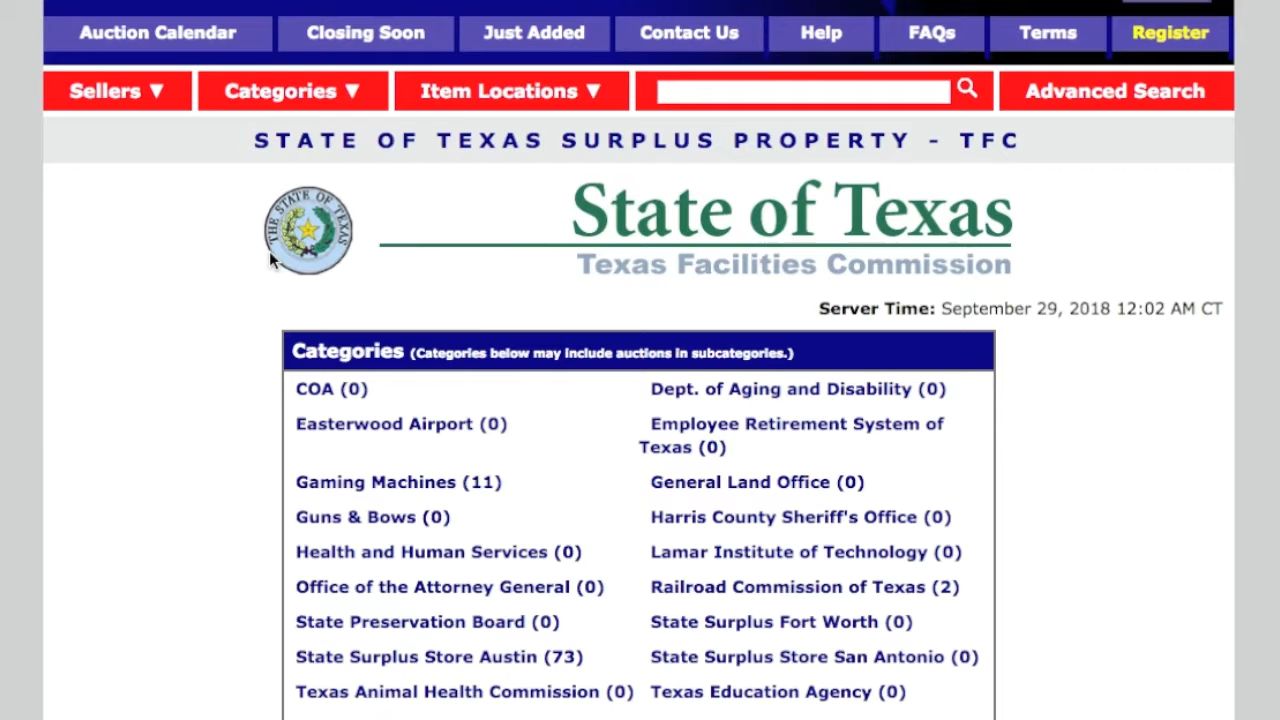 Auction Calendar Closing Soon Just Added Contact Us Help FAQs Terms Register
Sellers ▼ Categories ▼ Item Locations ▼ Advanced Search
STATE OF TEXAS SURPLUS PROPERTY - TFC
THE STATE OF TEXAS
State of Texas
Texas Facilities Commission
Server Time: September 29, 2018 12:02 AM CT
Categories (Categories below may include auctions in subcategories.)
COA (0) Dept. of Aging and Disability (0)
Easterwood Airport (0) Employee Retirement System of
Texas (0)
Gaming Machines (11) General Land Office (0)
Guns & Bows (0) Harris County Sheriff's Office (0)
Health and Human Services (0) Lamar Institute of Technology (0)
Office of the Attorney General (0) Railroad Commission of Texas (2)
State Preservation Board (0) State Surplus Fort Worth (0)
State Surplus Store Austin (73) State Surplus Store San Antonio (0)
Texas Animal Health Commission (0) Texas Education Agency (0)